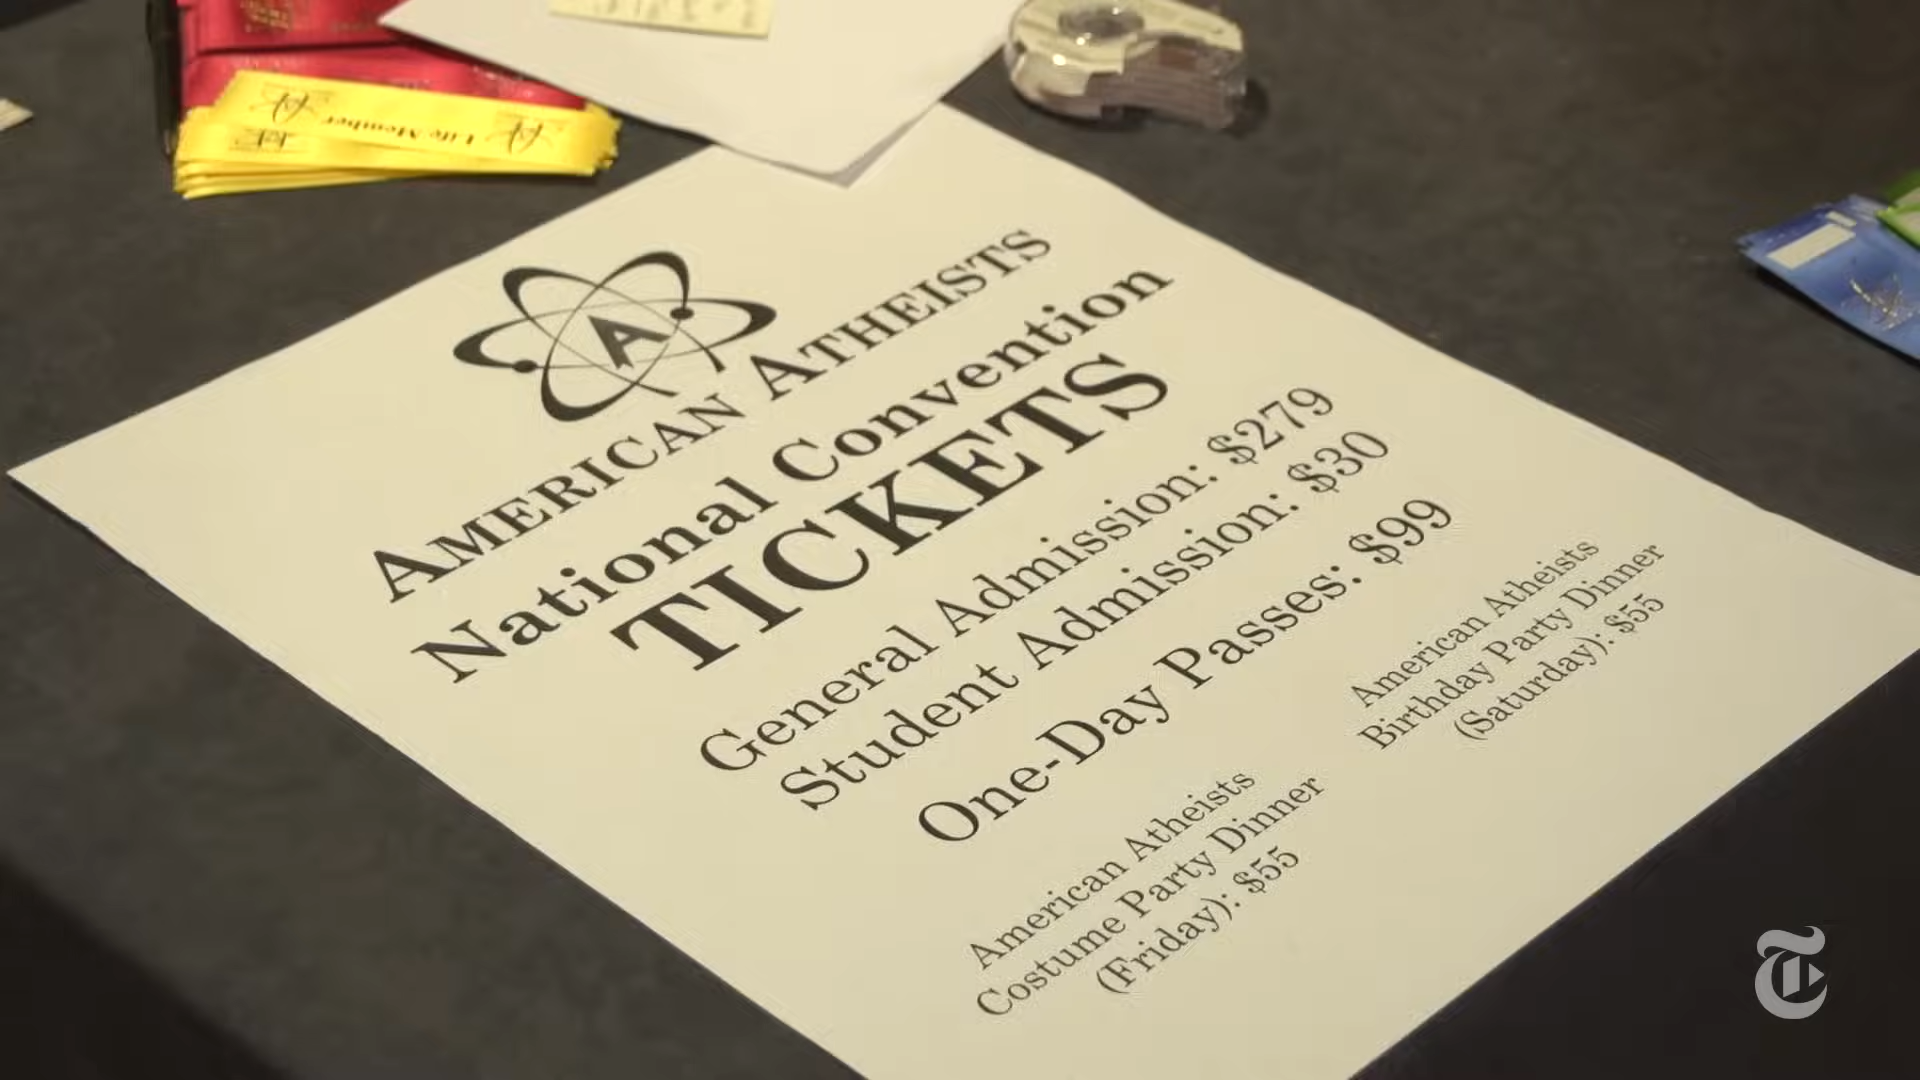 Life Member
A
AMERICAN ATHEISTS
National Convention
TICKETS
General Admission: $279
Student Admission: $30
One-Day Passes: $99
American Atheists
Costume Party Dinner
(Friday): $55
American Atheists
Birthday Party Dinner
(Saturday): $55
T